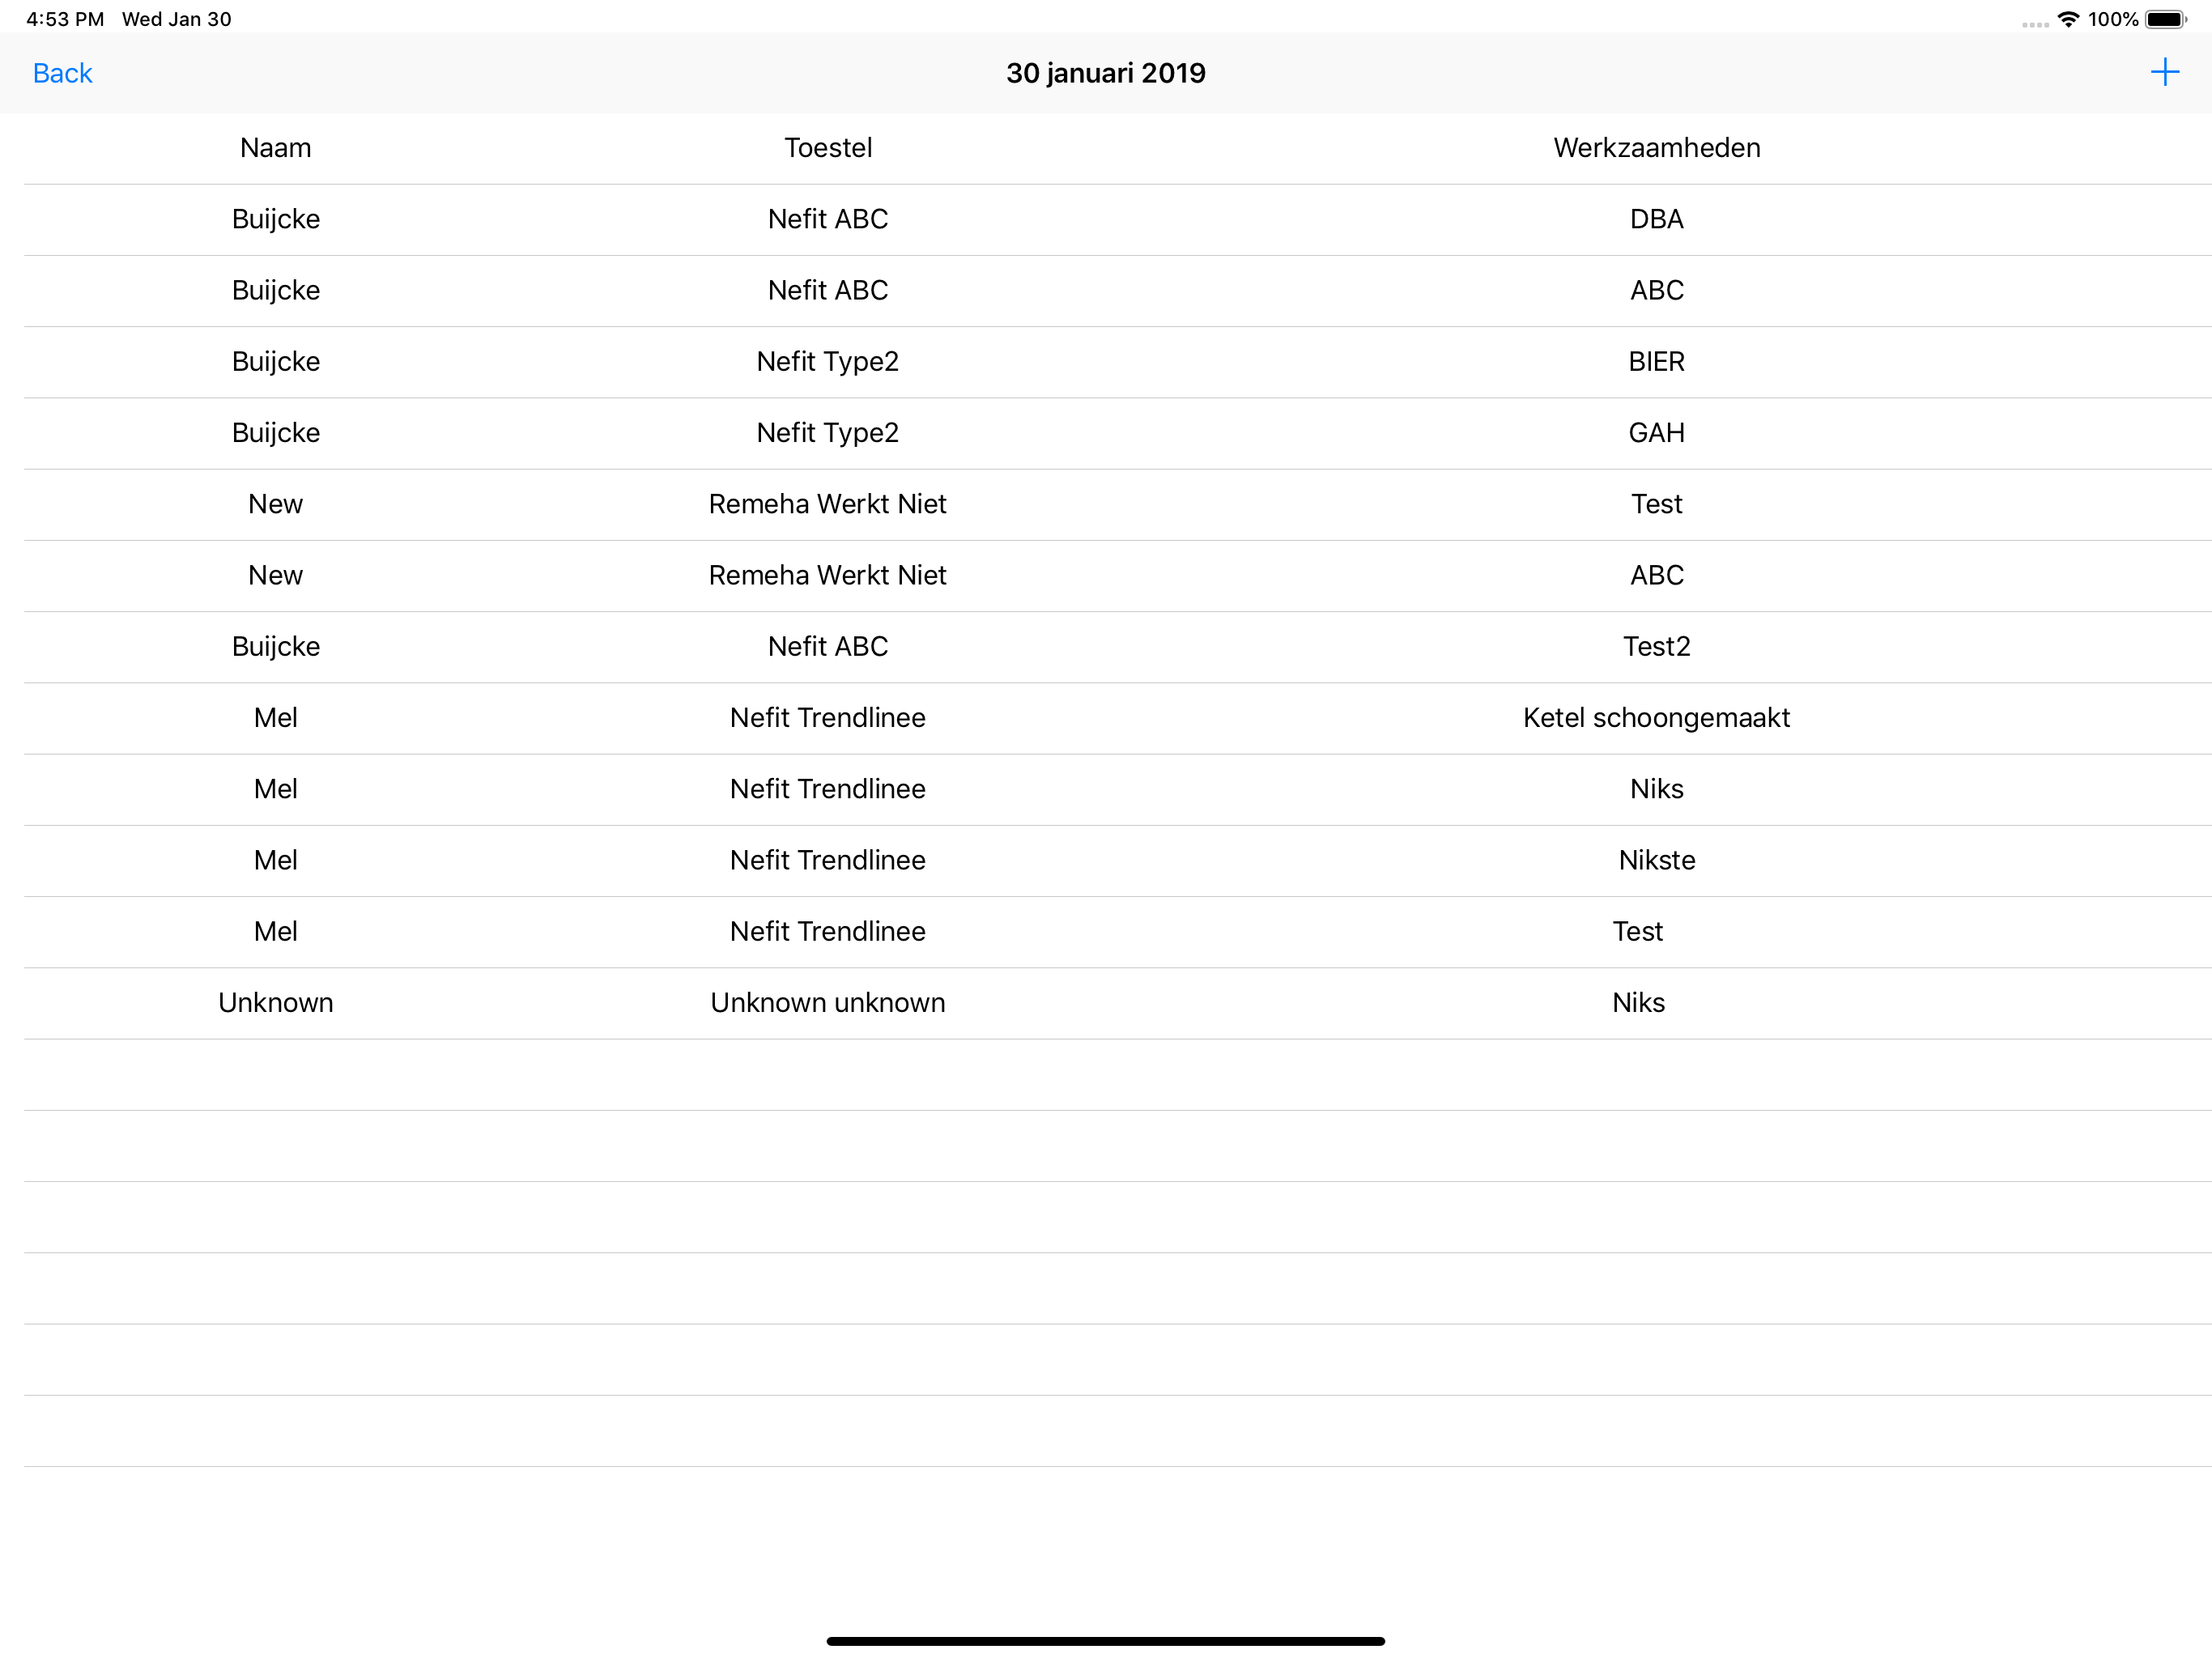 4:53 PM Wed Jan 30 100%
Back 30 januari 2019 +
Naam Toestel Werkzaamheden
Buijcke Nefit ABC DBA
Buijcke Nefit ABC ABC
Buijcke Nefit Type2 BIER
Buijcke Nefit Type2 GAH
New Remeha Werkt Niet Test
New Remeha Werkt Niet ABC
Buijcke Nefit ABC Test2
Mel Nefit Trendlinee Ketel schoongemaakt
Mel Nefit Trendlinee Niks
Mel Nefit Trendlinee Nikste
Mel Nefit Trendlinee Test
Unknown Unknown unknown Niks